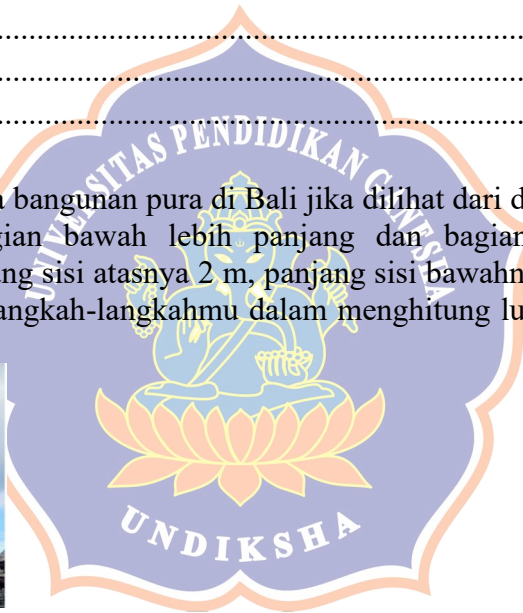 ................................................................................
................................................................................
................................................................................
UNIVERSITAS PENDIDIKAN GANESHA
bangunan pura di Bali jika dilihat dari d
gian bawah lebih panjang dan bagian
ng sisi atasnya 2 m, panjang sisi bawahn
angkah-langkahmu dalam menghitung lu
UNDIKSHA